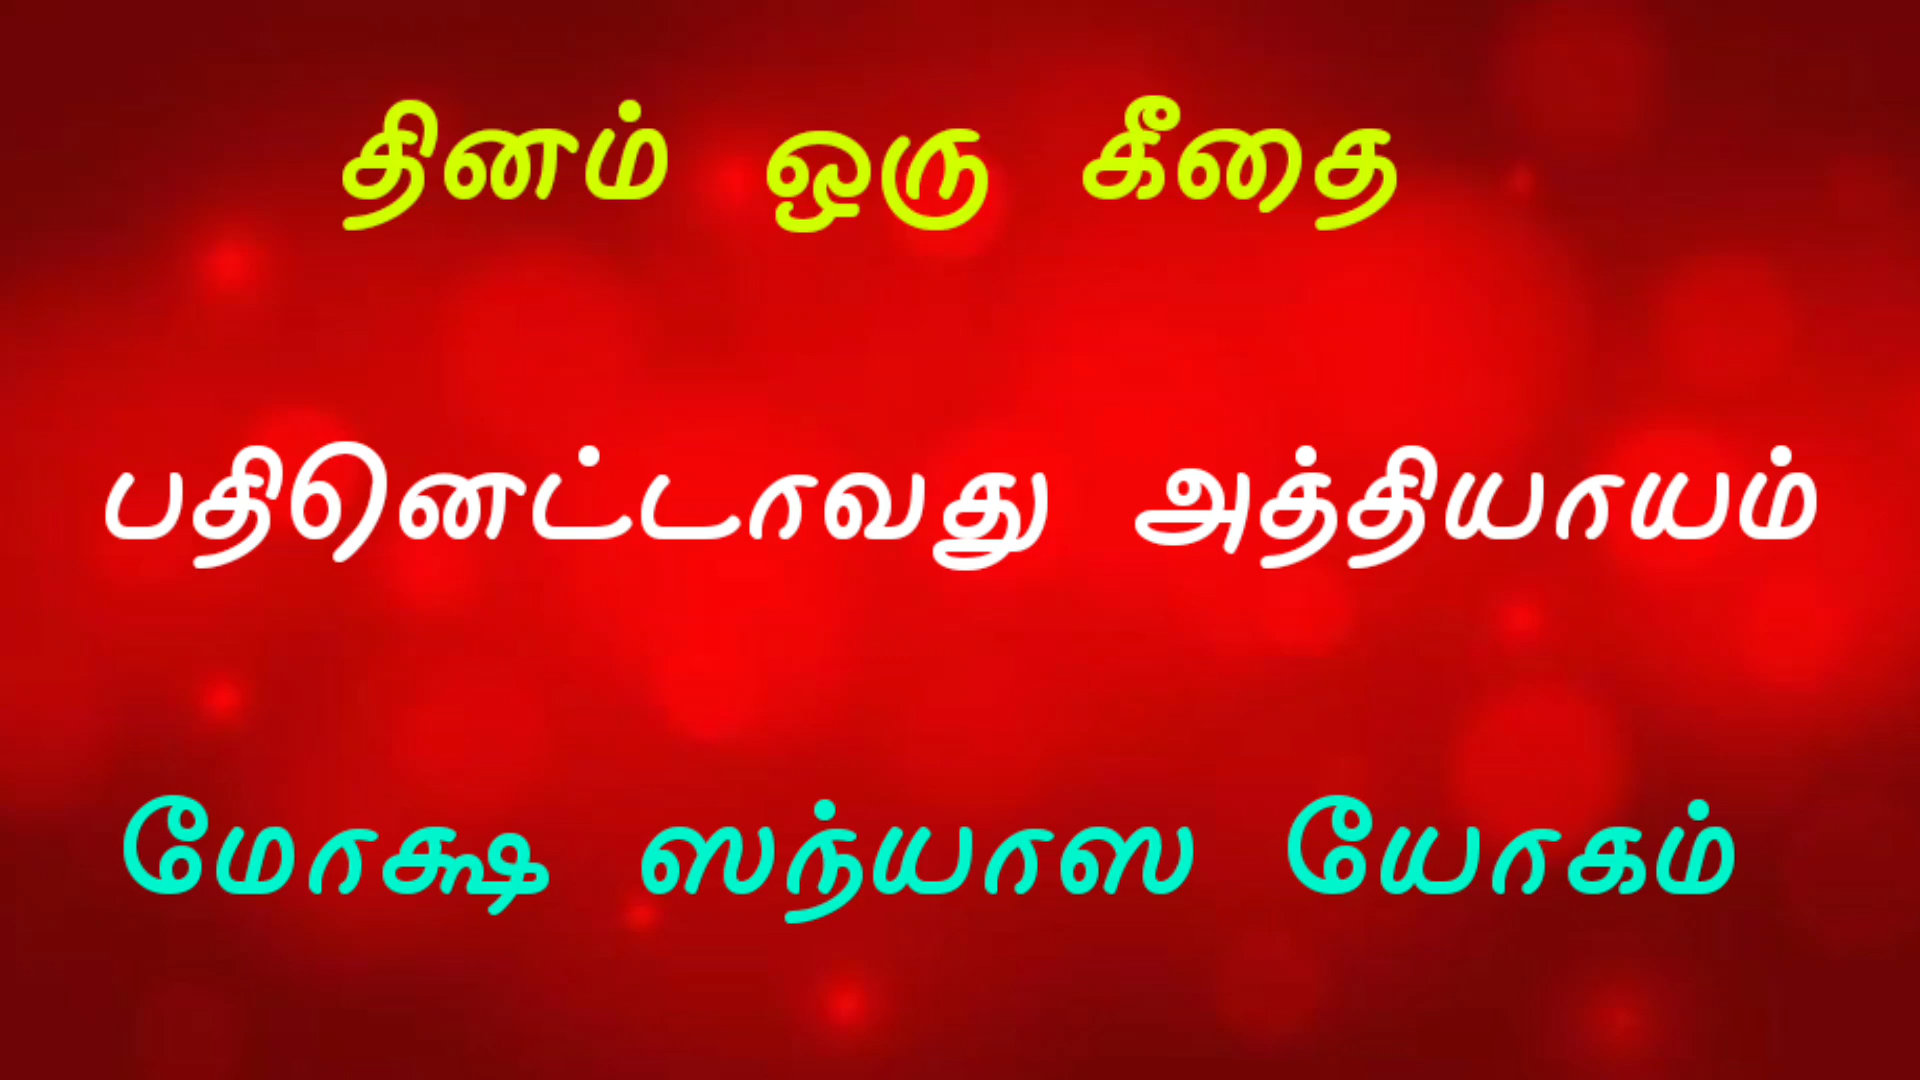 தினம் ஒரு கீதை
பதினெட்டாவது அத்தியாயம்
மோக்ஷ ஸந்யாஸ யோகம்